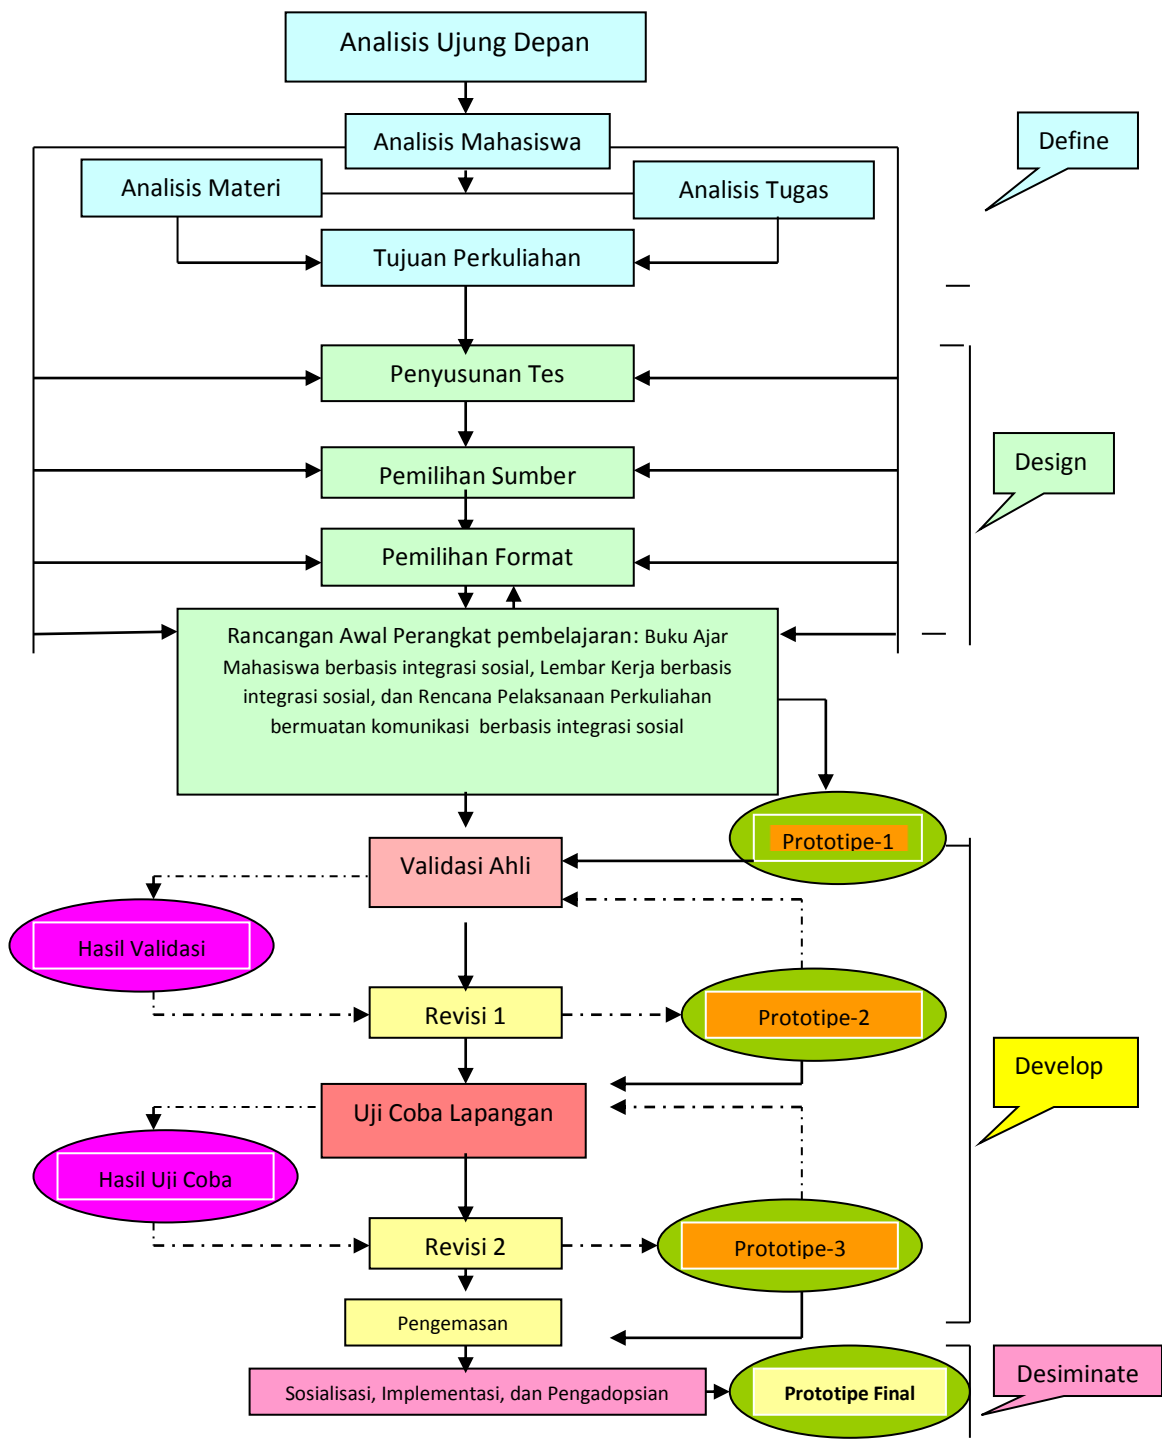 Analisis Ujung Depan
Analisis Mahasiswa
Define
Analisis Materi
Analisis Tugas
Tujuan Perkuliahan
Penyusunan Tes
Design
Pemilihan Sumber
Pemilihan Format
Rancangan Awal Perangkat pembelajaran: Buku Ajar
Mahasiswa berbasis integrasi sosial, Lembar Kerja berbasis
integrasi sosial, dan Rencana Pelaksanaan Perkuliahan
bermuatan komunikasi berbasis integrasi sosial
Prototipe-1
Validasi Ahli
Hasil Validasi
Revisi 1
Prototipe-2
Develop
Uji Coba Lapangan
Hasil Uji Coba
Revisi 2
Prototipe-3
Pengemasan
Desiminate
Sosialisasi, Implementasi, dan Pengadopsian
Prototipe Final